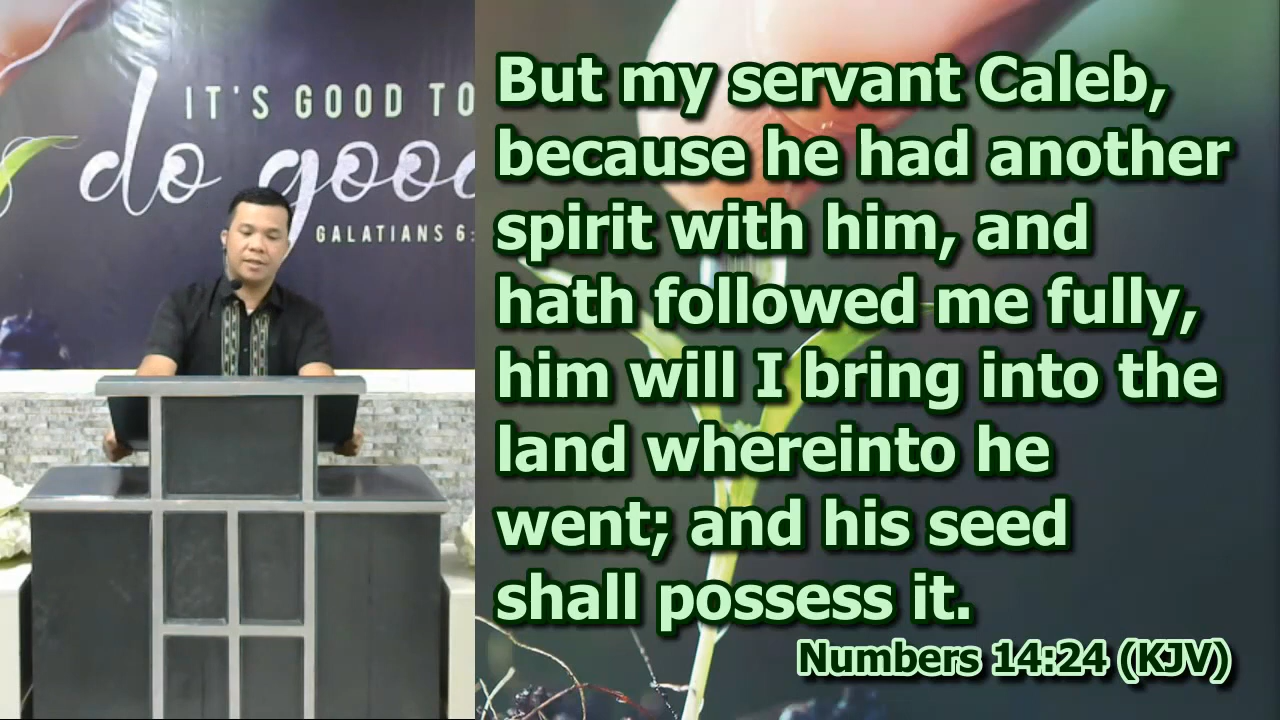 IT'S GOOD TO
do good
GALATIANS 6:
But my servant Caleb,
because he had another
spirit with him, and
hath followed me fully,
him will I bring into the
land whereinto he
went; and his seed
shall possess it.
Numbers 14:24 (KJV)